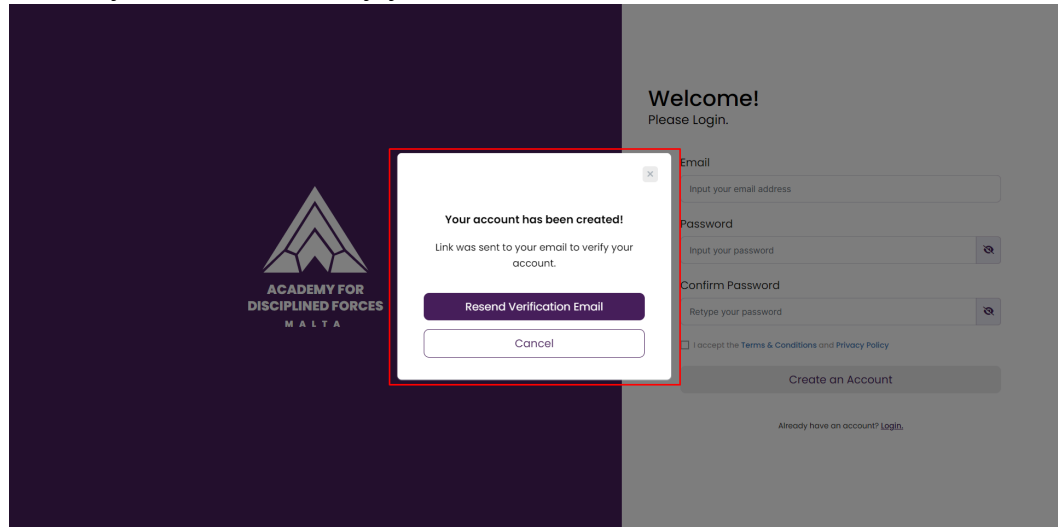 Welcome!
Please Login.
Email
Input your email address
Your account has been created!
Password
Link was sent to your email to verify your
account.
Input your password
ACADEMY FOR
DISCIPLINED FORCES
MALTA
Confirm Password
Resend Verification Email
Retype your password
Cancel
I accept the Terms & Conditions and Privacy Policy
Create an Account
Already have an account? Login.